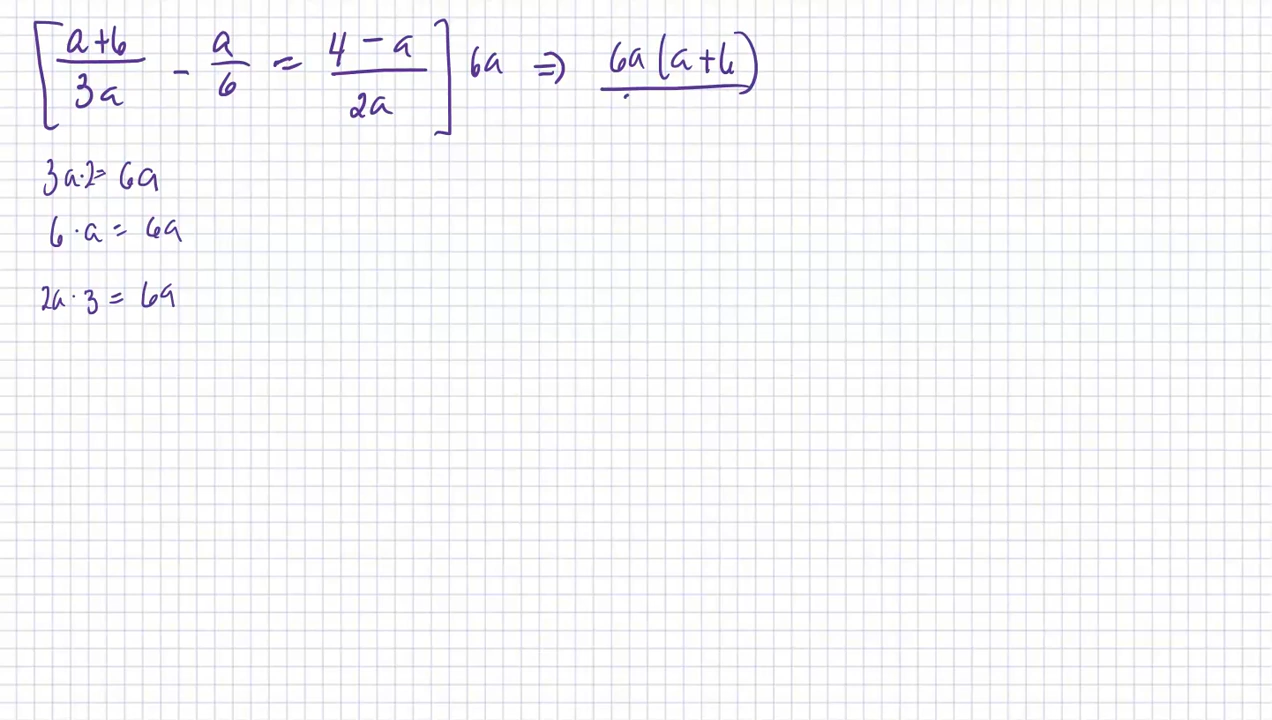 [ (a+6)/(3a) - a/6 = (4-a)/(2a) ] 6a ⇒ 6a(a+6)
3a·2= 6a
6·a = 6a
2a·3 = 6a